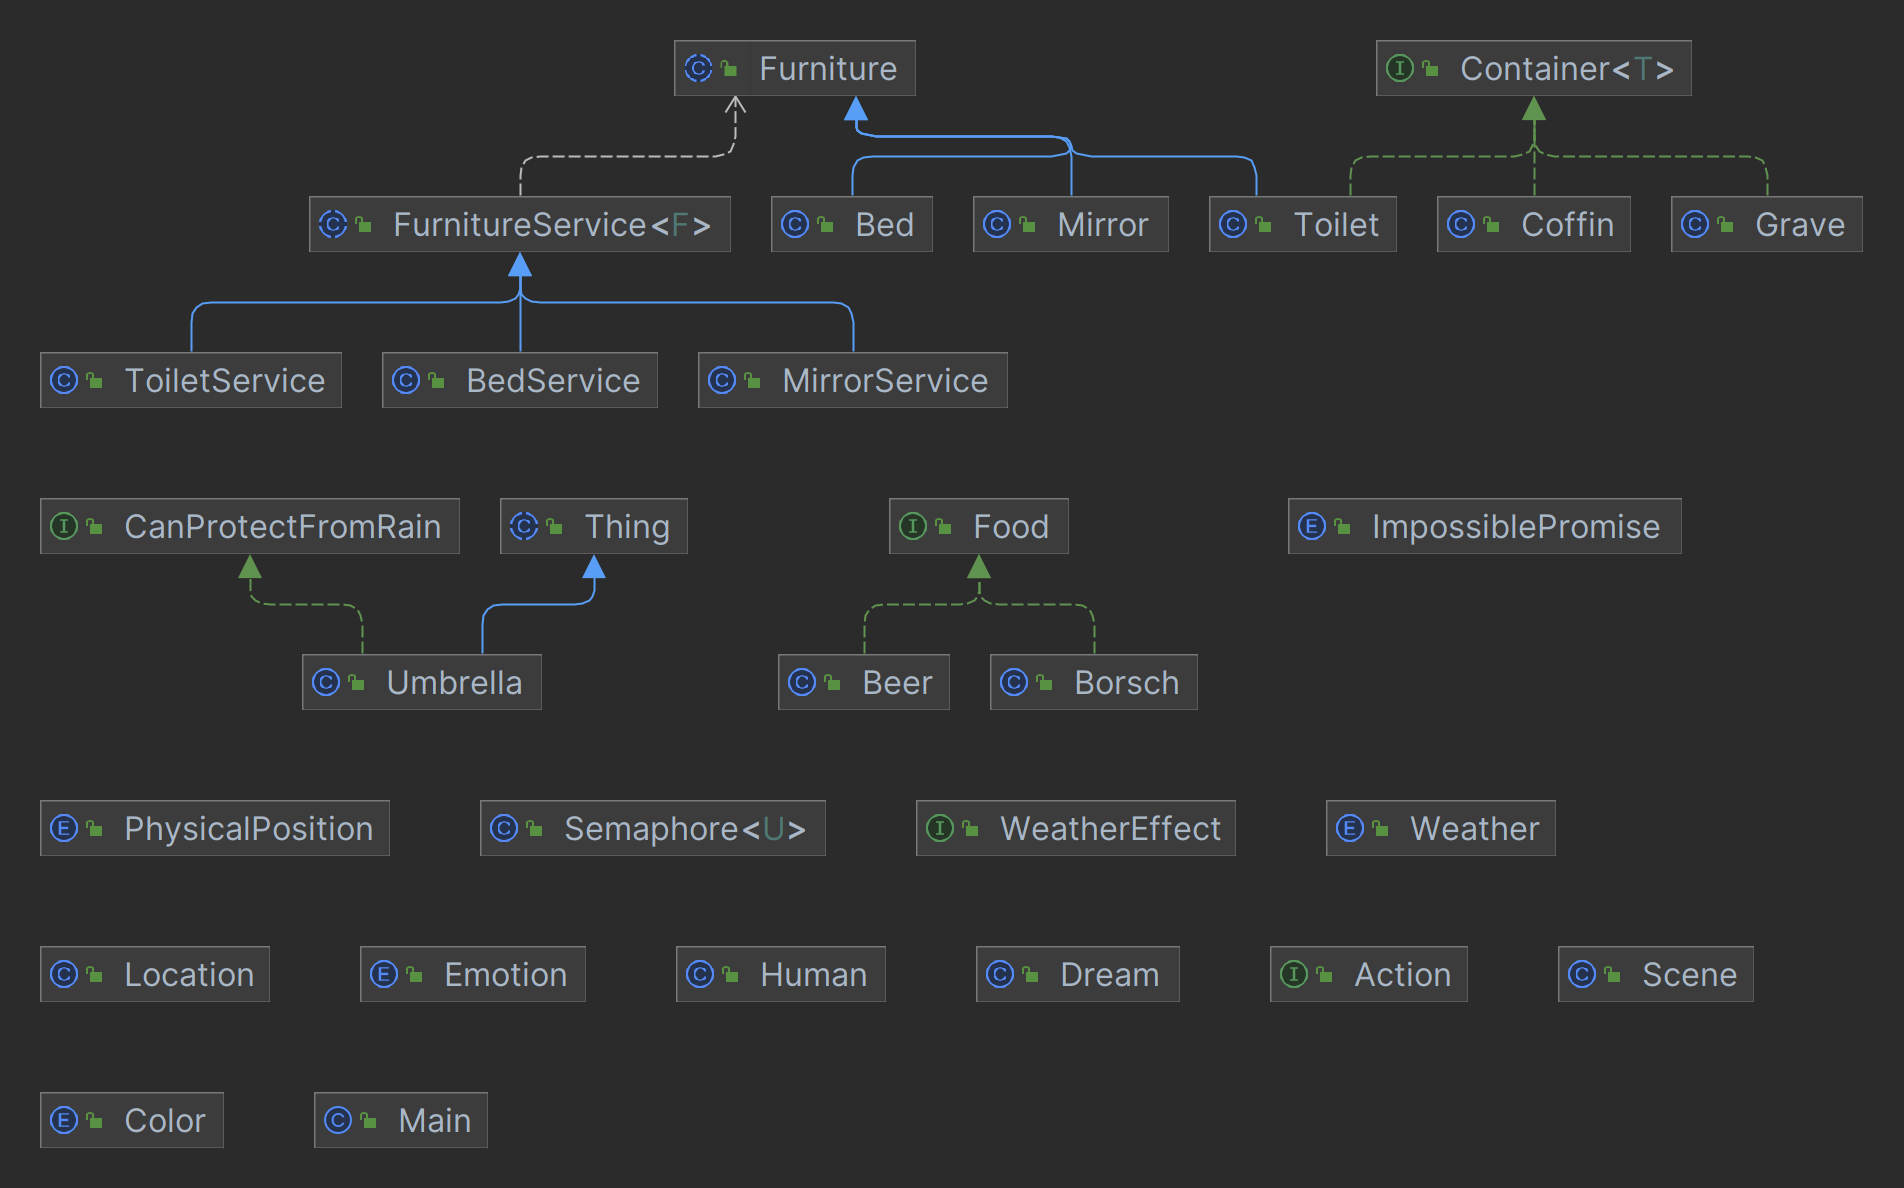 C Furniture
I Container<T>
C FurnitureService<F>
C Bed
C Mirror
C Toilet
C Coffin
C Grave
C ToiletService
C BedService
C MirrorService
I CanProtectFromRain
C Thing
I Food
E ImpossiblePromise
C Umbrella
C Beer
C Borsch
E PhysicalPosition
C Semaphore<U>
I WeatherEffect
E Weather
C Location
E Emotion
C Human
C Dream
I Action
C Scene
E Color
C Main